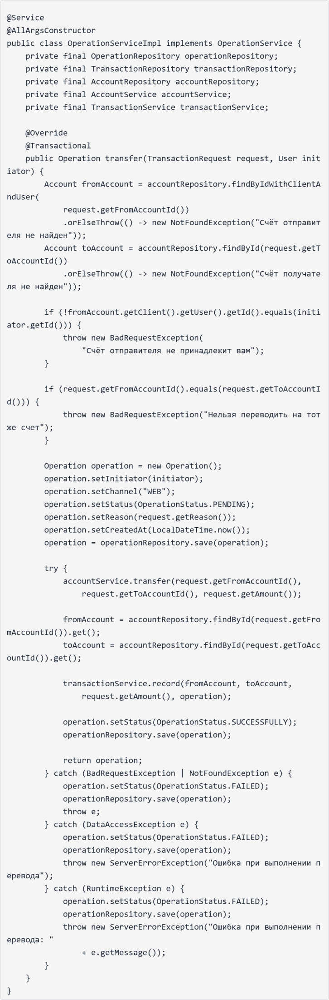 @Service
@AllArgsConstructor
public class OperationServiceImpl implements OperationService {
    private final OperationRepository operationRepository;
    private final TransactionRepository transactionRepository;
    private final AccountRepository accountRepository;
    private final AccountService accountService;
    private final TransactionService transactionService;

    @Override
    @Transactional
    public Operation transfer(TransactionRequest request, User init
iator) {
        Account fromAccount = accountRepository.findByIdWithClientA
ndUser(
            request.getFromAccountId())
            .orElseThrow(() -> new NotFoundException("Счёт отправит
еля не найден"));
        Account toAccount = accountRepository.findById(request.getT
oAccountId())
            .orElseThrow(() -> new NotFoundException("Счёт получате
ля не найден"));

        if (!fromAccount.getClient().getUser().getId().equals(initi
ator.getId())) {
            throw new BadRequestException(
                "Счёт отправителя не принадлежит вам");
        }

        if (request.getFromAccountId().equals(request.getToAccountI
d())) {
            throw new BadRequestException("Нельзя переводить на тот
же счет");
        }

        Operation operation = new Operation();
        operation.setInitiator(initiator);
        operation.setChannel("WEB");
        operation.setStatus(OperationStatus.PENDING);
        operation.setReason(request.getReason());
        operation.setCreatedAt(LocalDateTime.now());
        operation = operationRepository.save(operation);

        try {
            accountService.transfer(request.getFromAccountId(),
                request.getToAccountId(), request.getAmount());

            fromAccount = accountRepository.findById(request.getFro
mAccountId()).get();
            toAccount = accountRepository.findById(request.getToAcc
ountId()).get();

            transactionService.record(fromAccount, toAccount,
                request.getAmount(), operation);

            operation.setStatus(OperationStatus.SUCCESSFULLY);
            operationRepository.save(operation);

            return operation;
        } catch (BadRequestException | NotFoundException e) {
            operation.setStatus(OperationStatus.FAILED);
            operationRepository.save(operation);
            throw e;
        } catch (DataAccessException e) {
            operation.setStatus(OperationStatus.FAILED);
            operationRepository.save(operation);
            throw new ServerErrorException("Ошибка при выполнении п
еревода");
        } catch (RuntimeException e) {
            operation.setStatus(OperationStatus.FAILED);
            operationRepository.save(operation);
            throw new ServerErrorException("Ошибка при выполнении п
еревода: "
                + e.getMessage());
        }
    }
}